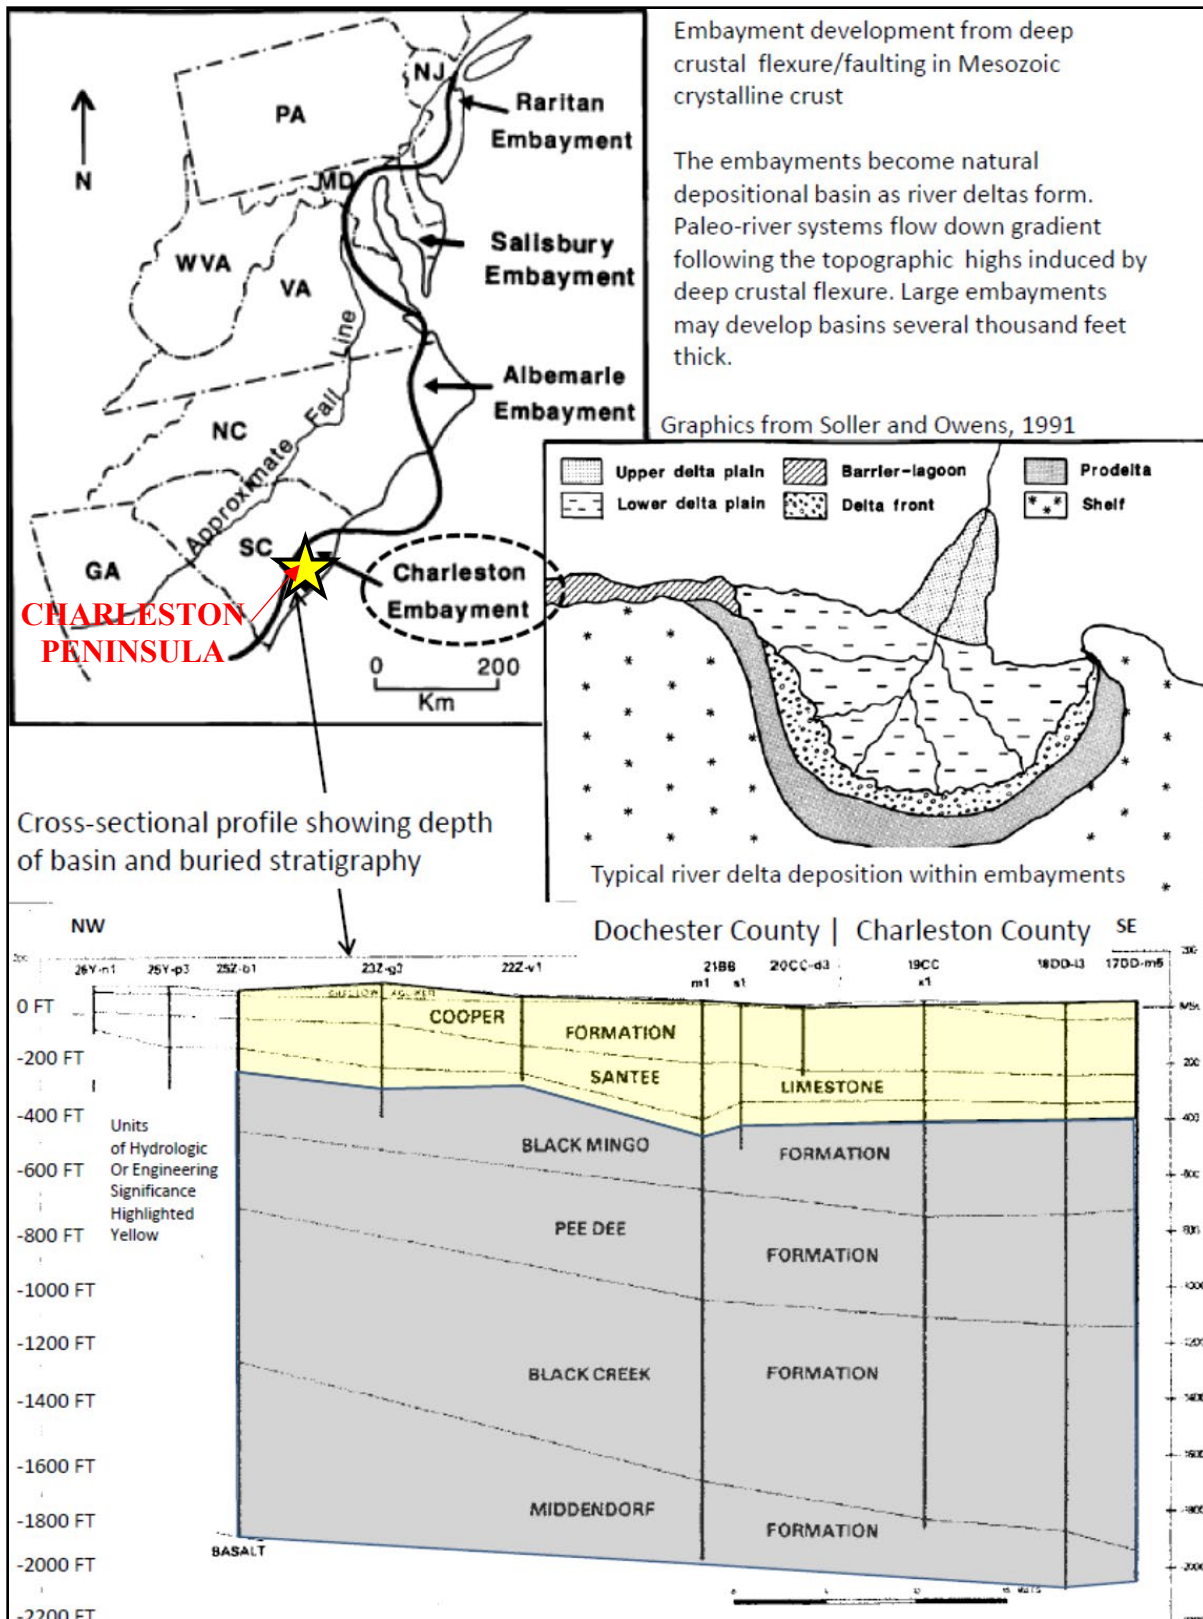 Embayment development from deep
crustal flexure/faulting in Mesozoic
crystalline crust
The embayments become natural
depositional basin as river deltas form.
Paleo-river systems flow down gradient
following the topographic highs induced by
deep crustal flexure. Large embayments
may develop basins several thousand feet
thick.
Graphics from Soller and Owens, 1991
N
PA
NJ
MD
WVA
VA
NC
SC
GA
Raritan
Embayment
Salisbury
Embayment
Albemarle
Embayment
Charleston
Embayment
Approximate Fall Line
CHARLESTON
PENINSULA
0 200
Km
Upper delta plain
Barrier-lagoon
Prodelta
Lower delta plain
Delta front
Shelf
Typical river delta deposition within embayments
Cross-sectional profile showing depth
of basin and buried stratigraphy
NW
Dochester County | Charleston County
SE
26Y-n1 25Y-p3 25Z-b1 23Z-g3 22Z-v1 21BB 20CC-d3 19CC 18DD-i3 17DD-m5
m1 s1 x1
0 FT
-200 FT
-400 FT
-600 FT
-800 FT
-1000 FT
-1200 FT
-1400 FT
-1600 FT
-1800 FT
-2000 FT
-2200 FT
Units
of Hydrologic
Or Engineering
Significance
Highlighted
Yellow
COOPER FORMATION
SANTEE LIMESTONE
BLACK MINGO FORMATION
PEE DEE FORMATION
BLACK CREEK FORMATION
MIDDENDORF FORMATION
BASALT